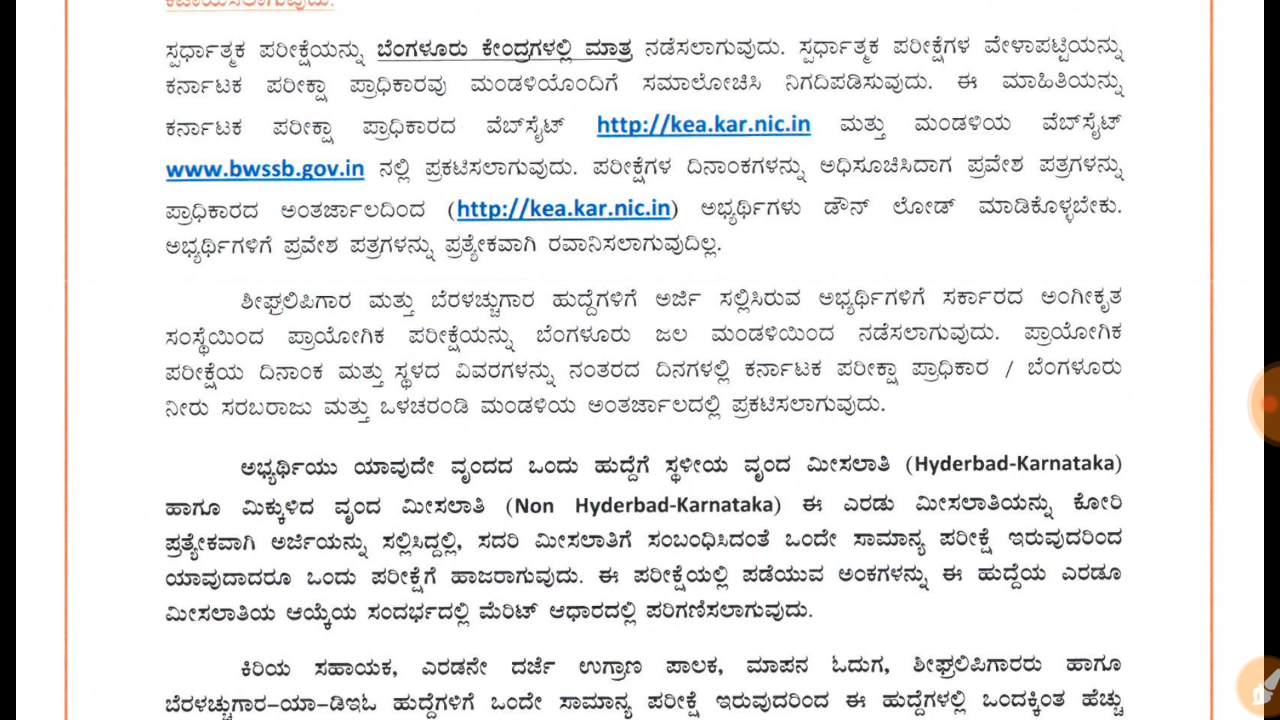 ಸ್ಪರ್ಧಾತ್ಮಕ ಪರೀಕ್ಷೆಯನ್ನು ಬೆಂಗಳೂರು ಕೇಂದ್ರಗಳಲ್ಲಿ ಮಾತ್ರ ನಡೆಸಲಾಗುವುದು. ಸ್ಪರ್ಧಾತ್ಮಕ ಪರೀಕ್ಷೆಗಳ ವೇಳಾಪಟ್ಟಿಯನ್ನು
ಕರ್ನಾಟಕ ಪರೀಕ್ಷಾ ಪ್ರಾಧಿಕಾರವು ಮಂಡಳಿಯೊಂದಿಗೆ ಸಮಾಲೋಚಿಸಿ ನಿಗದಿಪಡಿಸುವುದು. ಈ ಮಾಹಿತಿಯನ್ನು
ಕರ್ನಾಟಕ ಪರೀಕ್ಷಾ ಪ್ರಾಧಿಕಾರದ ವೆಬ್‌ಸೈಟ್ http://kea.kar.nic.in ಮತ್ತು ಮಂಡಳಿಯ ವೆಬ್‌ಸೈಟ್
www.bwssb.gov.in ನಲ್ಲಿ ಪ್ರಕಟಿಸಲಾಗುವುದು. ಪರೀಕ್ಷೆಗಳ ದಿನಾಂಕಗಳನ್ನು ಅಧಿಸೂಚಿಸಿದಾಗ ಪ್ರವೇಶ ಪತ್ರಗಳನ್ನು
ಪ್ರಾಧಿಕಾರದ ಅಂತರ್ಜಾಲದಿಂದ (http://kea.kar.nic.in) ಅಭ್ಯರ್ಥಿಗಳು ಡೌನ್ ಲೋಡ್ ಮಾಡಿಕೊಳ್ಳಬೇಕು.
ಅಭ್ಯರ್ಥಿಗಳಿಗೆ ಪ್ರವೇಶ ಪತ್ರಗಳನ್ನು ಪ್ರತ್ಯೇಕವಾಗಿ ರವಾನಿಸಲಾಗುವುದಿಲ್ಲ.
ಶೀಘ್ರಲಿಪಿಗಾರ ಮತ್ತು ಬೆರಳಚ್ಚುಗಾರ ಹುದ್ದೆಗಳಿಗೆ ಅರ್ಜಿ ಸಲ್ಲಿಸಿರುವ ಅಭ್ಯರ್ಥಿಗಳಿಗೆ ಸರ್ಕಾರದ ಅಂಗೀಕೃತ
ಸಂಸ್ಥೆಯಿಂದ ಪ್ರಾಯೋಗಿಕ ಪರೀಕ್ಷೆಯನ್ನು ಬೆಂಗಳೂರು ಜಲ ಮಂಡಳಿಯಿಂದ ನಡೆಸಲಾಗುವುದು. ಪ್ರಾಯೋಗಿಕ
ಪರೀಕ್ಷೆಯ ದಿನಾಂಕ ಮತ್ತು ಸ್ಥಳದ ವಿವರಗಳನ್ನು ನಂತರದ ದಿನಗಳಲ್ಲಿ ಕರ್ನಾಟಕ ಪರೀಕ್ಷಾ ಪ್ರಾಧಿಕಾರ / ಬೆಂಗಳೂರು
ನೀರು ಸರಬರಾಜು ಮತ್ತು ಒಳಚರಂಡಿ ಮಂಡಳಿಯ ಅಂತರ್ಜಾಲದಲ್ಲಿ ಪ್ರಕಟಿಸಲಾಗುವುದು.
ಅಭ್ಯರ್ಥಿಯು ಯಾವುದೇ ವೃಂದದ ಒಂದು ಹುದ್ದೆಗೆ ಸ್ಥಳೀಯ ವೃಂದ ಮೀಸಲಾತಿ (Hyderbad-Karnataka)
ಹಾಗೂ ಮಿಕ್ಕುಳಿದ ವೃಂದ ಮೀಸಲಾತಿ (Non Hyderbad-Karnataka) ಈ ಎರಡು ಮೀಸಲಾತಿಯನ್ನು ಕೋರಿ
ಪ್ರತ್ಯೇಕವಾಗಿ ಅರ್ಜಿಯನ್ನು ಸಲ್ಲಿಸಿದ್ದಲ್ಲಿ, ಸದರಿ ಮೀಸಲಾತಿಗೆ ಸಂಬಂಧಿಸಿದಂತೆ ಒಂದೇ ಸಾಮಾನ್ಯ ಪರೀಕ್ಷೆ ಇರುವುದರಿಂದ
ಯಾವುದಾದರೂ ಒಂದು ಪರೀಕ್ಷೆಗೆ ಹಾಜರಾಗುವುದು. ಈ ಪರೀಕ್ಷೆಯಲ್ಲಿ ಪಡೆಯುವ ಅಂಕಗಳನ್ನು ಈ ಹುದ್ದೆಯ ಎರಡೂ
ಮೀಸಲಾತಿಯ ಆಯ್ಕೆಯ ಸಂದರ್ಭದಲ್ಲಿ ಮೆರಿಟ್ ಆಧಾರದಲ್ಲಿ ಪರಿಗಣಿಸಲಾಗುವುದು.
ಕಿರಿಯ ಸಹಾಯಕ, ಎರಡನೇ ದರ್ಜೆ ಉಗ್ರಾಣ ಪಾಲಕ, ಮಾಪನ ಓದುಗ, ಶೀಘ್ರಲಿಪಿಗಾರರು ಹಾಗೂ
ಬೆರಳಚ್ಚುಗಾರ-ಯಾ-ಡಿಇಓ ಹುದ್ದೆಗಳಿಗೆ ಒಂದೇ ಸಾಮಾನ್ಯ ಪರೀಕ್ಷೆ ಇರುವುದರಿಂದ ಈ ಹುದ್ದೆಗಳಲ್ಲಿ ಒಂದಕ್ಕಿಂತ ಹೆಚ್ಚು